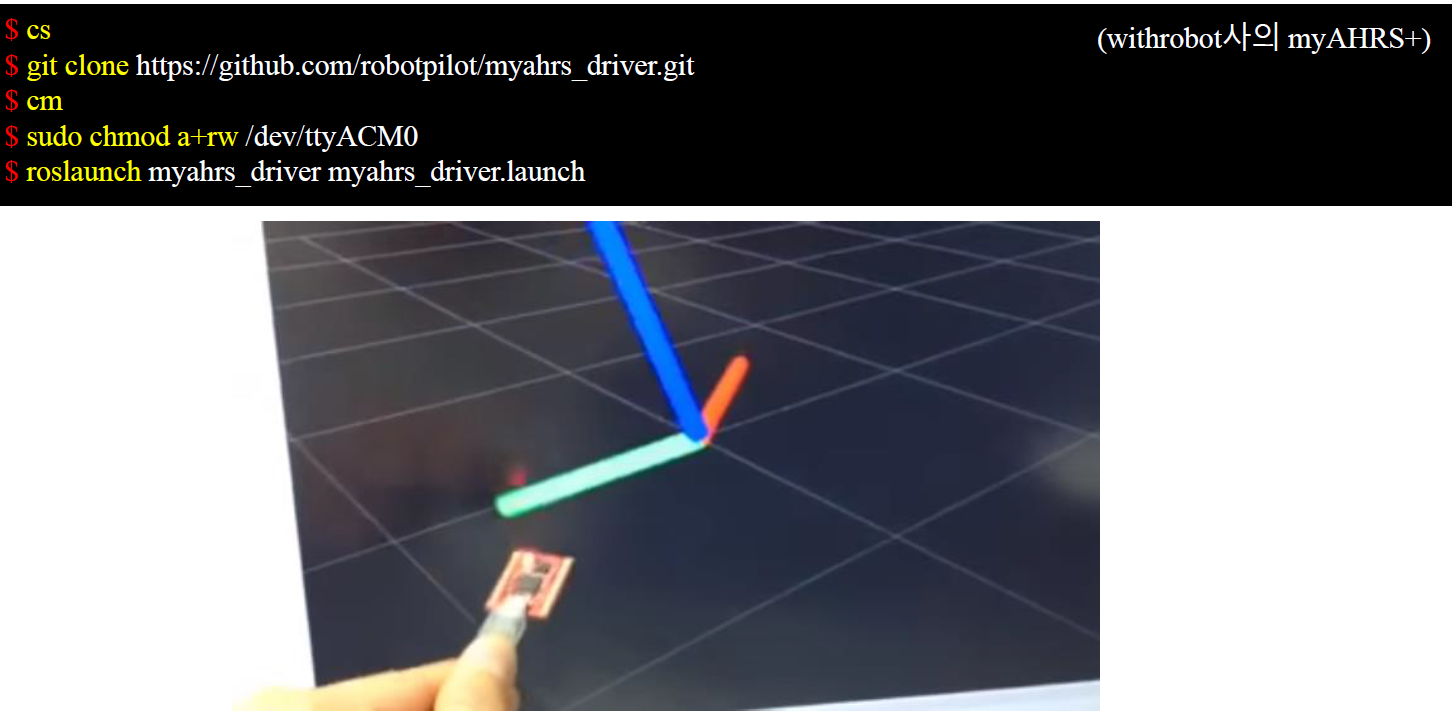 $ cs
(withrobot사의 myAHRS+)
$ git clone https://github.com/robotpilot/myahrs_driver.git
$ cm
$ sudo chmod a+rw /dev/ttyACM0
$ roslaunch myahrs_driver myahrs_driver.launch